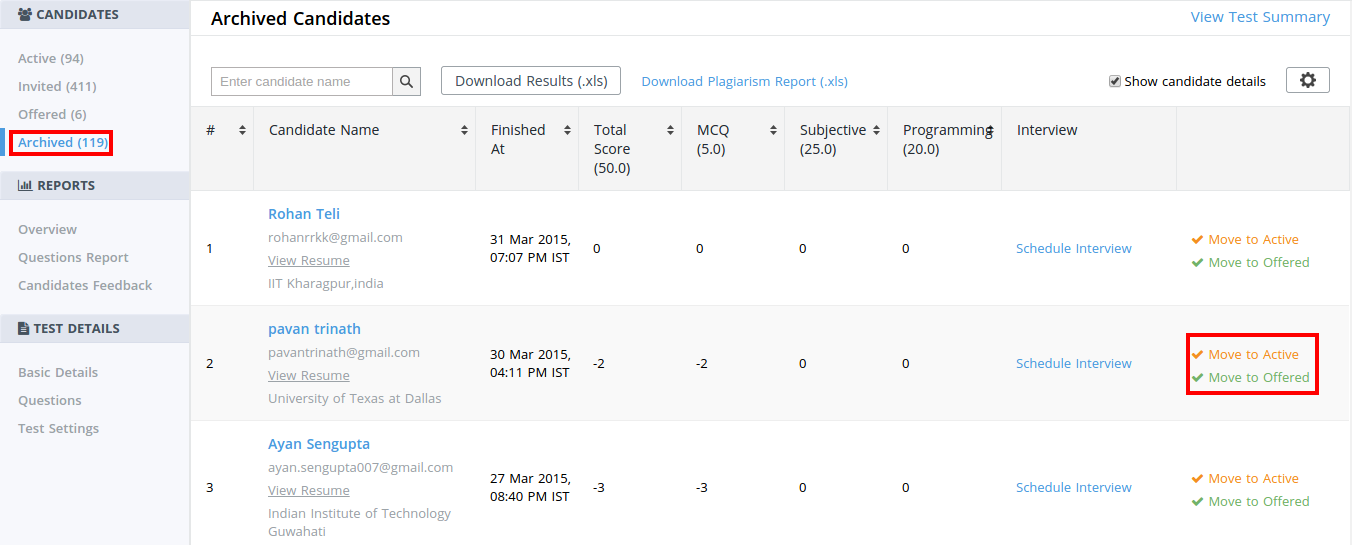 CANDIDATES
Active (94)
Invited (411)
Offered (6)
Archived (119)
REPORTS
Overview
Questions Report
Candidates Feedback
TEST DETAILS
Basic Details
Questions
Test Settings
Archived Candidates
View Test Summary
Enter candidate name
Download Results (.xls)
Download Plagiarism Report (.xls)
Show candidate details
#
Candidate Name
Finished
At
Total
Score
(50.0)
MCQ
(5.0)
Subjective
(25.0)
Programming
(20.0)
Interview
1
Rohan Teli
rohanrrkk@gmail.com
View Resume
IIT Kharagpur,india
31 Mar 2015,
07:07 PM IST
0
0
0
0
Schedule Interview
Move to Active
Move to Offered
2
pavan trinath
pavantrinath@gmail.com
View Resume
University of Texas at Dallas
30 Mar 2015,
04:11 PM IST
-2
-2
0
0
Schedule Interview
Move to Active
Move to Offered
3
Ayan Sengupta
ayan.sengupta007@gmail.com
View Resume
Indian Institute of Technology
Guwahati
27 Mar 2015,
08:40 PM IST
-3
-3
0
0
Schedule Interview
Move to Active
Move to Offered